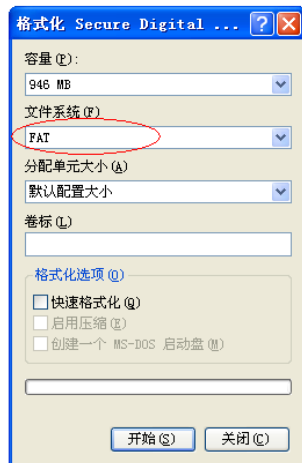 格式化 Secure Digital ...
容量(P):
946 MB
文件系统(F)
FAT
分配单元大小(A)
默认配置大小
卷标(L)
格式化选项(O)
快速格式化(Q)
启用压缩(E)
创建一个 MS-DOS 启动盘(M)
开始(S)
关闭(C)